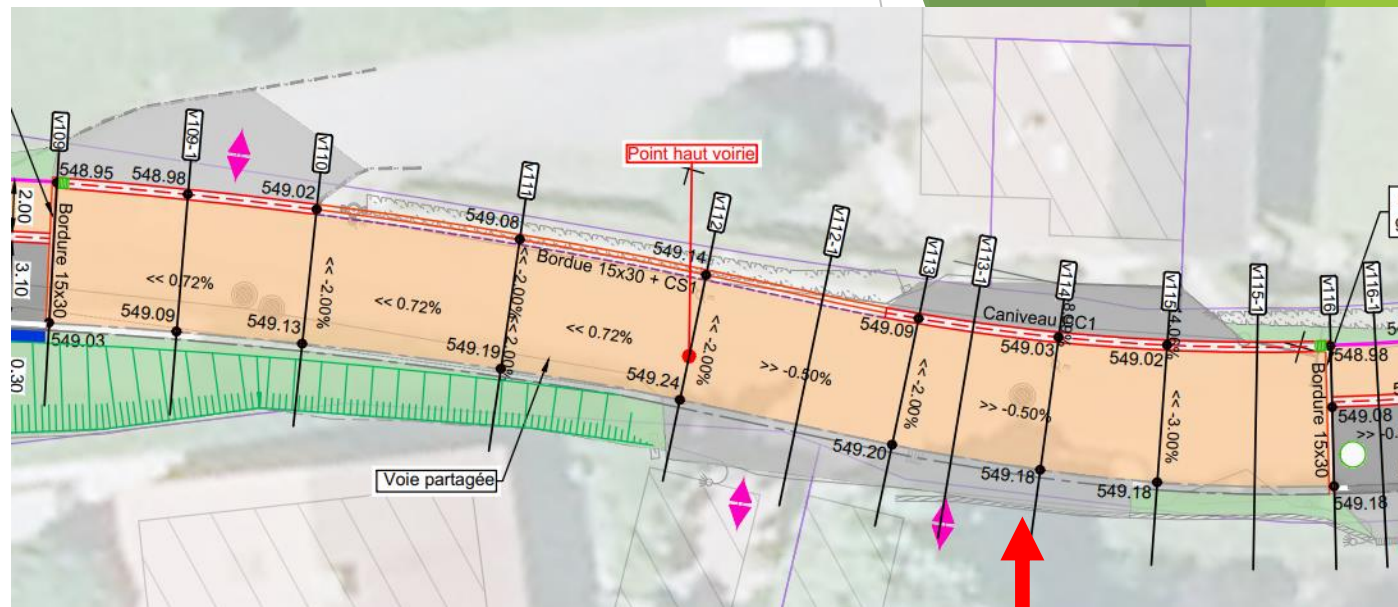 v109
v109-1
v110
v111
v112
v112-1
v113
v113-1
v114
v115
v115-1
v116
v116-1
Point haut voirie
548.95
548.98
549.02
549.08
549.14
549.09
549.03
549.02
548.98
2.00
3.10
0.30
Bordure 15x30
Bordue 15x30 + CS1
Caniveau CC1
Bordure 15x30
<< 0.72%
<< 0.72%
<< 0.72%
>> -0.50%
>> -0.50%
<< -2.00%
<< -2.00%
<< 2.00%
<< -2.00%
<< -2.00%
<< -3.00%
549.03
549.09
549.13
549.19
549.24
549.20
549.18
549.18
549.18
549.08
Voie partagée